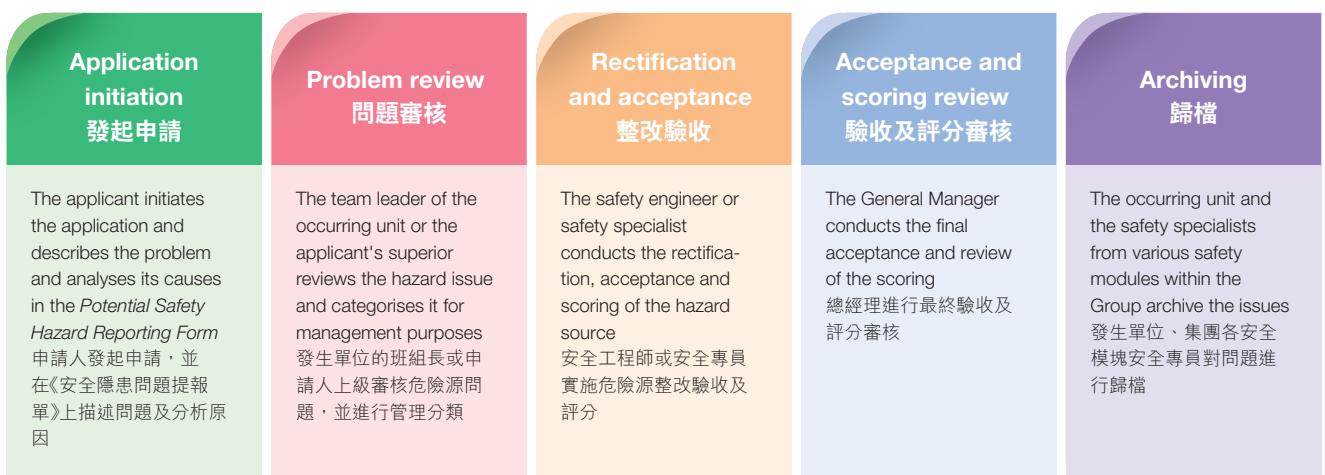 Application
initiation
發起申請
The applicant initiates
the application and
describes the problem
and analyses its causes
in the Potential Safety
Hazard Reporting Form
申請人發起申請，並
在《安全隱患問題提報
單》上描述問題及分析原
因
Problem review
問題審核
The team leader of the
occurring unit or the
applicant's superior
reviews the hazard issue
and categorises it for
management purposes
發生單位的班組長或申
請人上級審核危險源問
題，並進行管理分類
Rectification
and acceptance
整改驗收
The safety engineer or
safety specialist
conducts the rectifica-
tion, acceptance and
scoring of the hazard
source
安全工程師或安全專員
實施危險源整改驗收及
評分
Acceptance and
scoring review
驗收及評分審核
The General Manager
conducts the final
acceptance and review
of the scoring
總經理進行最終驗收及
評分審核
Archiving
歸檔
The occurring unit and
the safety specialists
from various safety
modules within the
Group archive the issues
發生單位、集團各安全
模塊安全專員對問題進
行歸檔